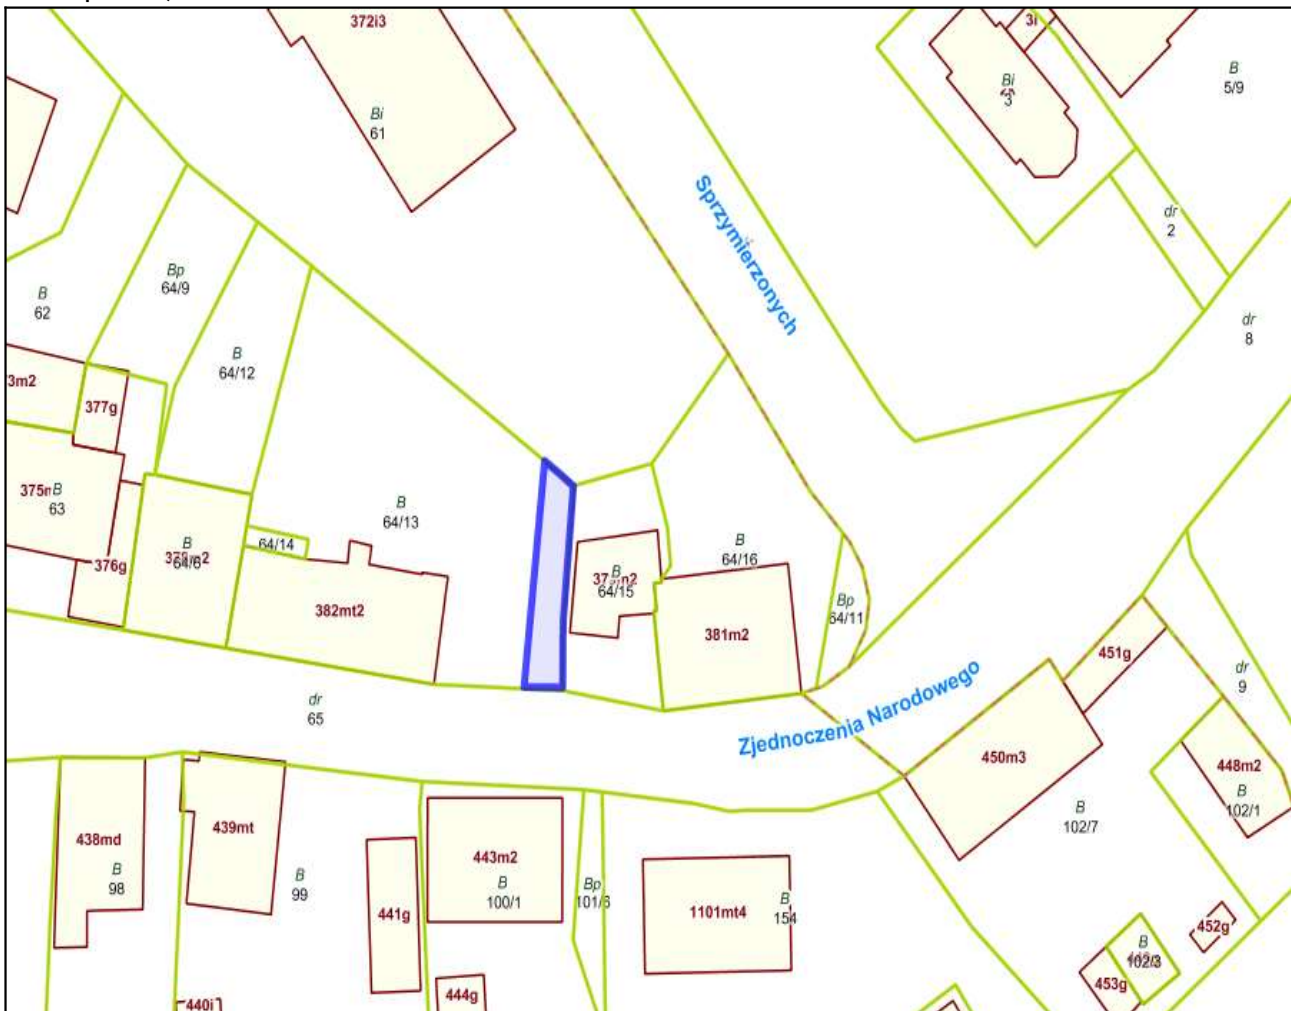 372i3
3i
Bi
61
Bi
3
B
5/9
Sprzymierzonych
dr
2
dr
8
B
62
Bp
64/9
B
64/12
3m2
377g
B
63
376g
B
64/6
64/14
B
64/13
382mt2
B
64/15
B
64/16
381m2
Bp
64/11
dr
65
Zjednoczenia Narodowego
451g
dr
9
450m3
448m2
B
102/1
B
102/7
438md
B
98
439mt
B
99
441g
443m2
B
100/1
Bp
101/6
1101mt4
B
154
444g
440i
452g
B
102/3
453g